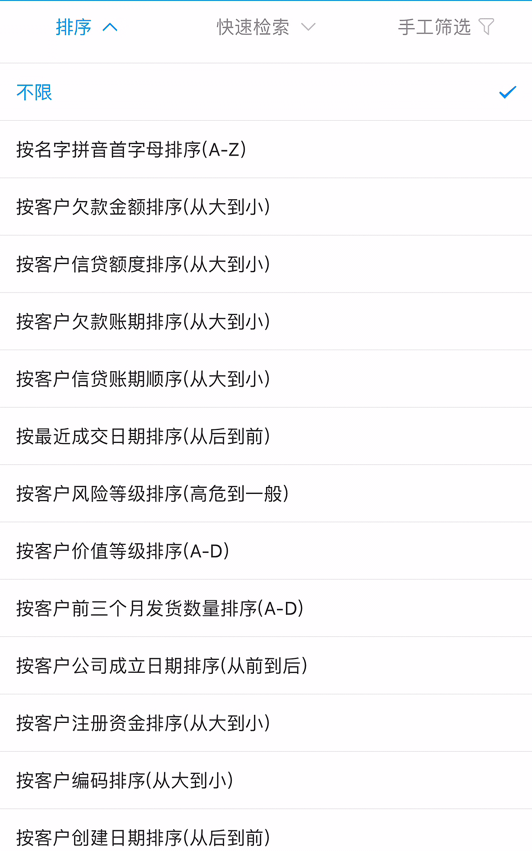 排序 快速检索 手工筛选
不限
按名字拼音首字母排序(A-Z)
按客户欠款金额排序(从大到小)
按客户信贷额度排序(从大到小)
按客户欠款账期排序(从大到小)
按客户信贷账期顺序(从大到小)
按最近成交日期排序(从后到前)
按客户风险等级排序(高危到一般)
按客户价值等级排序(A-D)
按客户前三个月发货数量排序(A-D)
按客户公司成立日期排序(从前到后)
按客户注册资金排序(从大到小)
按客户编码排序(从大到小)
按客户创建日期排序(从后到前)